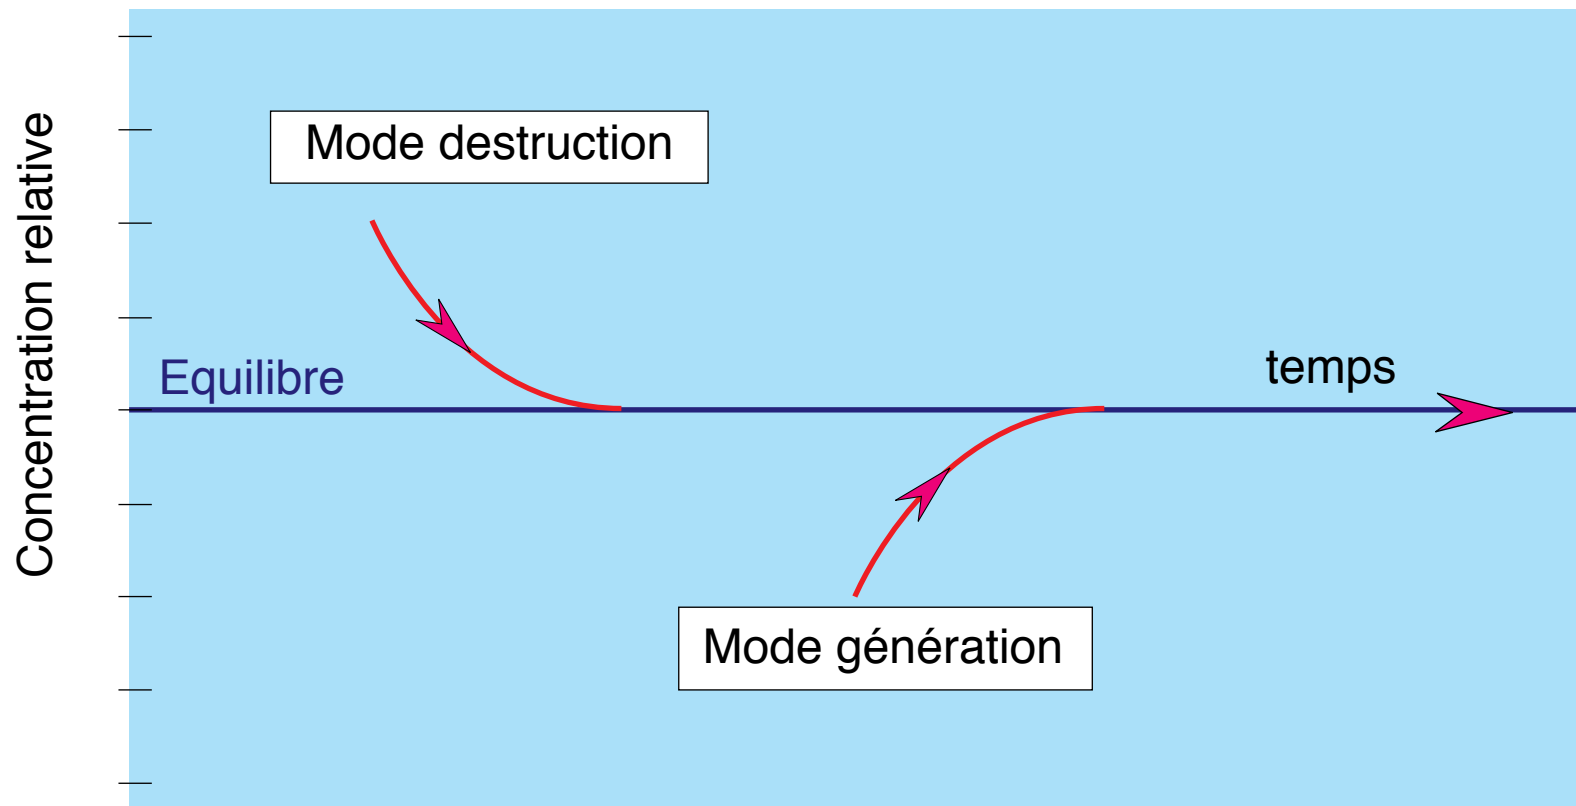 Concentration relative
Mode destruction
Equilibre
temps
Mode génération